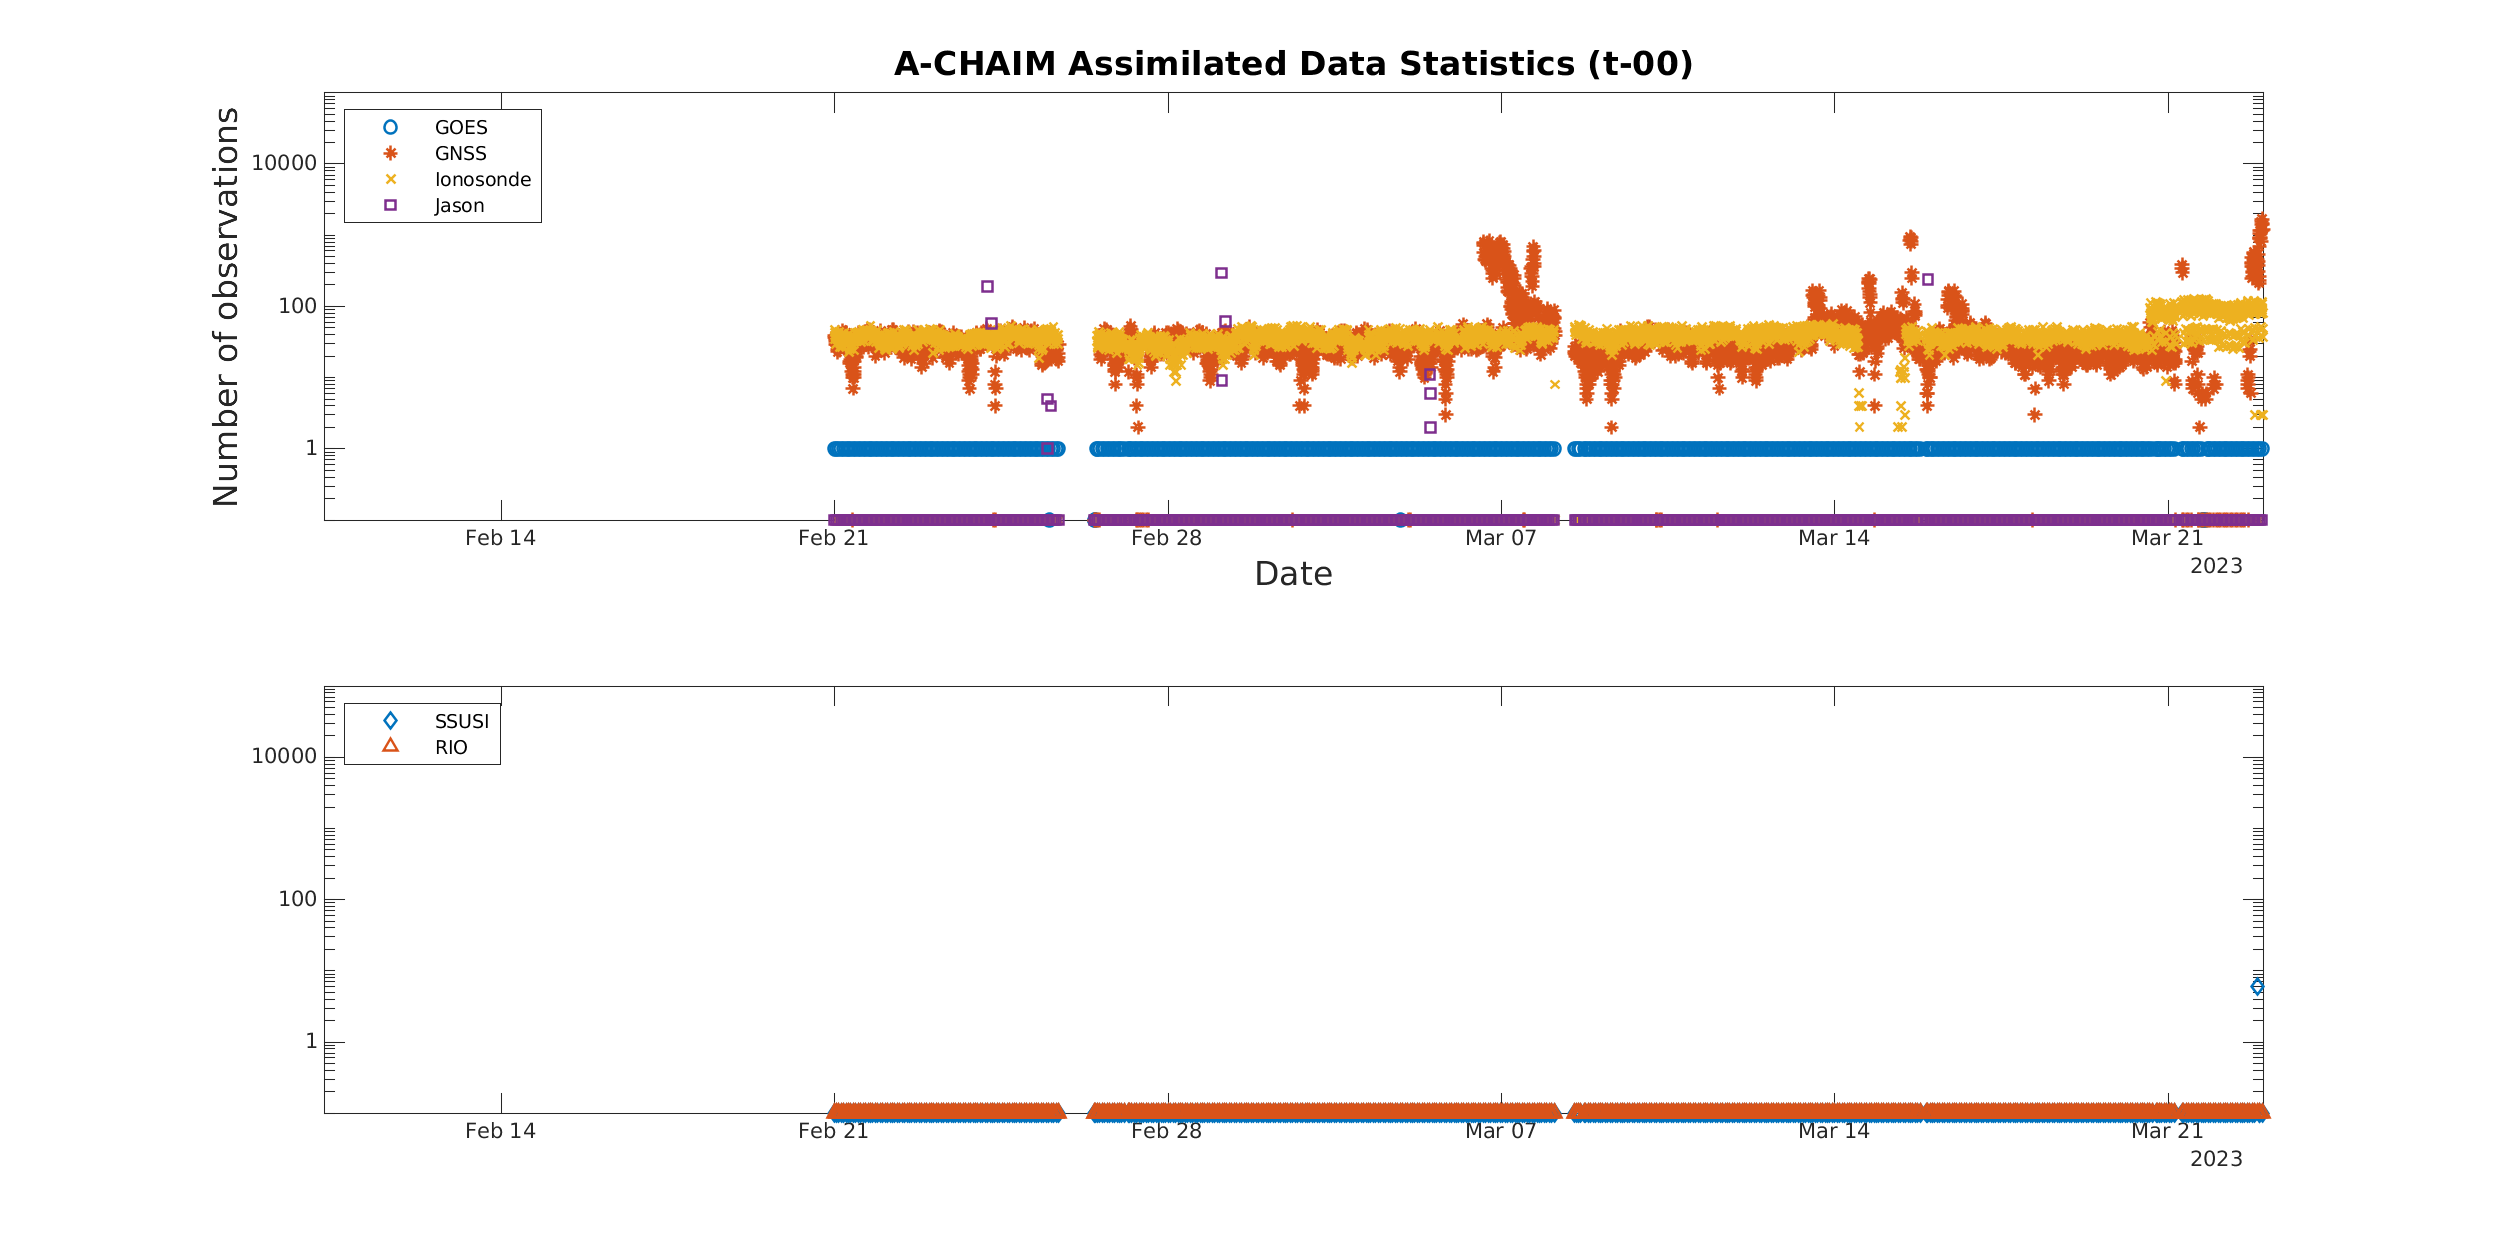 A-CHAIM Assimilated Data Statistics (t-00)
Number of observations
10000
100
1
GOES
GNSS
Ionosonde
Jason
Feb 14 Feb 21 Feb 28 Mar 07 Mar 14 Mar 21
2023
Date
10000
100
1
SSUSI
RIO
Feb 14 Feb 21 Feb 28 Mar 07 Mar 14 Mar 21
2023